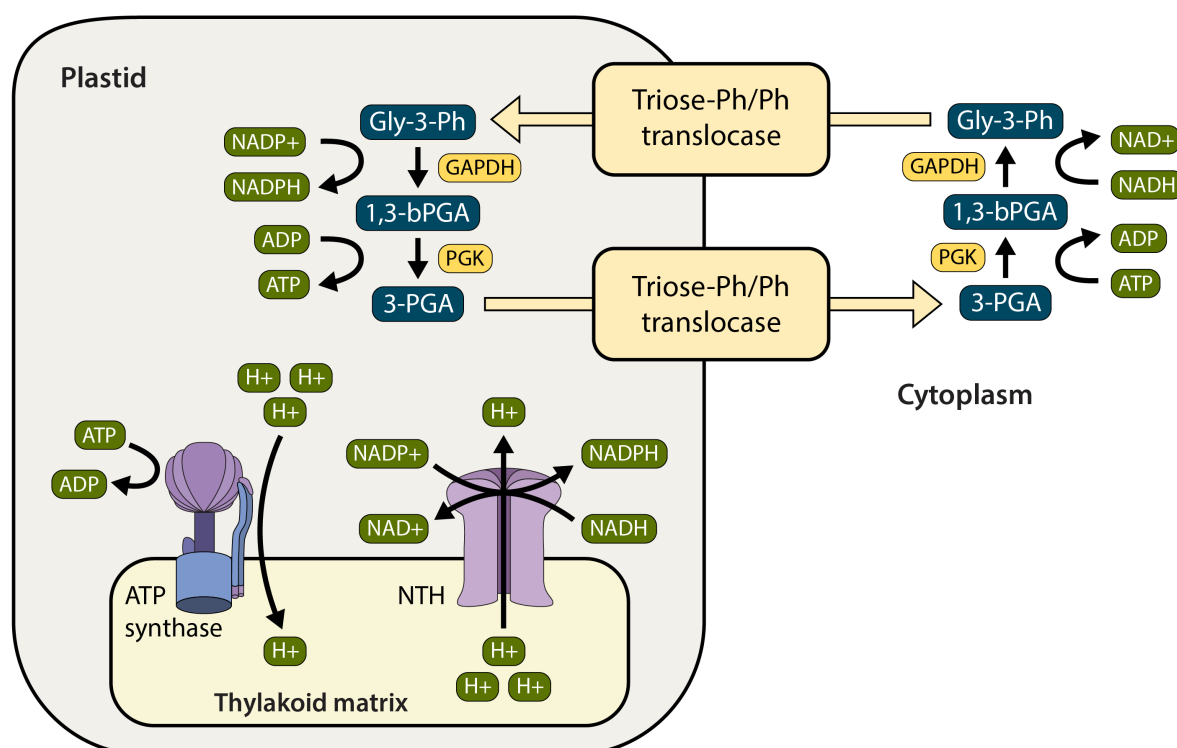 Plastid
Triose-Ph/Ph
translocase
Gly-3-Ph
NADP+
GAPDH
NADPH
1,3-bPGA
ADP
PGK
ATP
3-PGA
Triose-Ph/Ph
translocase
Gly-3-Ph
NAD+
GAPDH
NADH
1,3-bPGA
ADP
PGK
ATP
3-PGA
Cytoplasm
H+ H+
H+
ATP
ADP
ATP
synthase
H+
H+
NADP+
NADPH
NAD+
NADH
NTH
H+
H+ H+
Thylakoid matrix